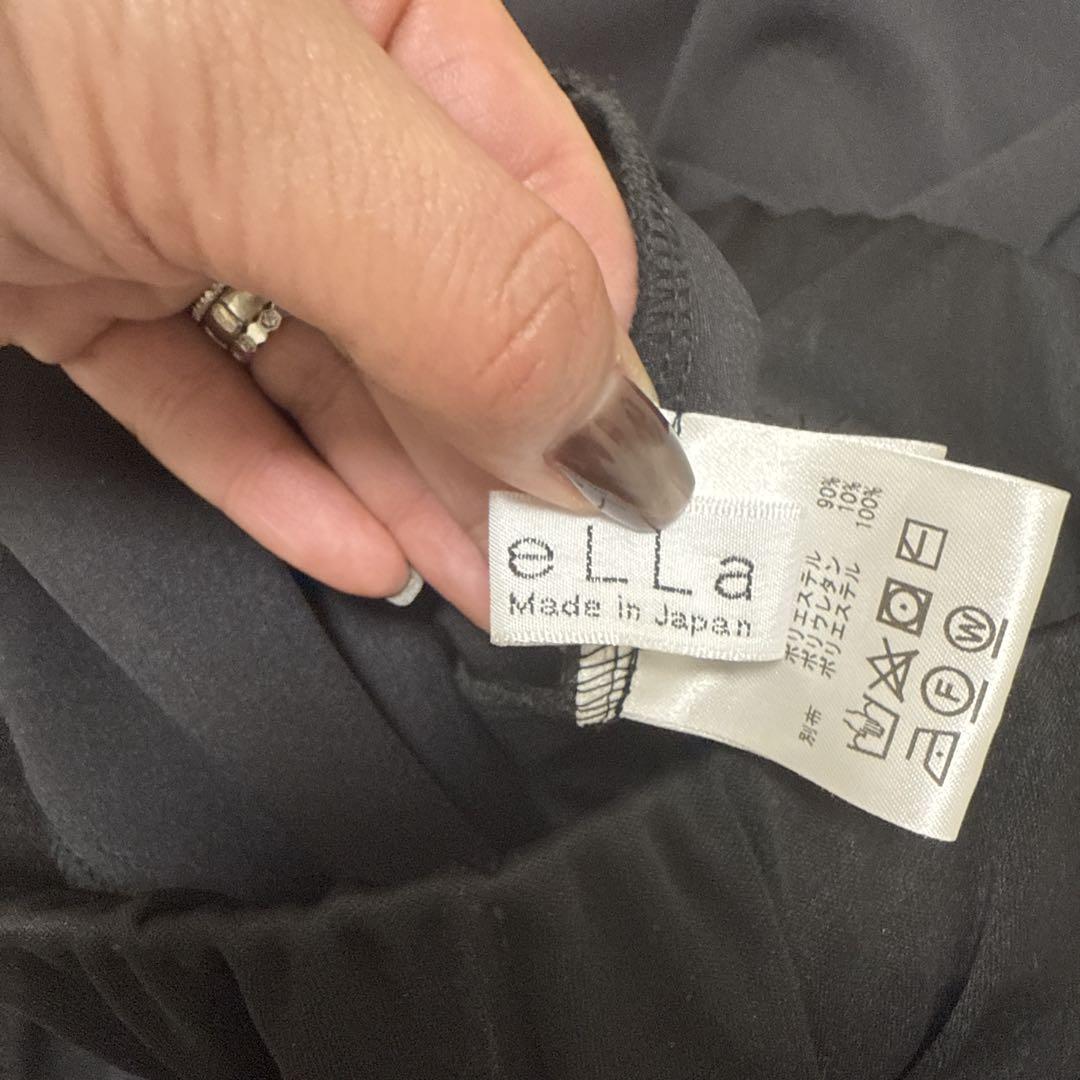 eLLa
Made in Japan
ポリエステル 90%
ポリウレタン 10%
別布 ポリエステル 100%
F W